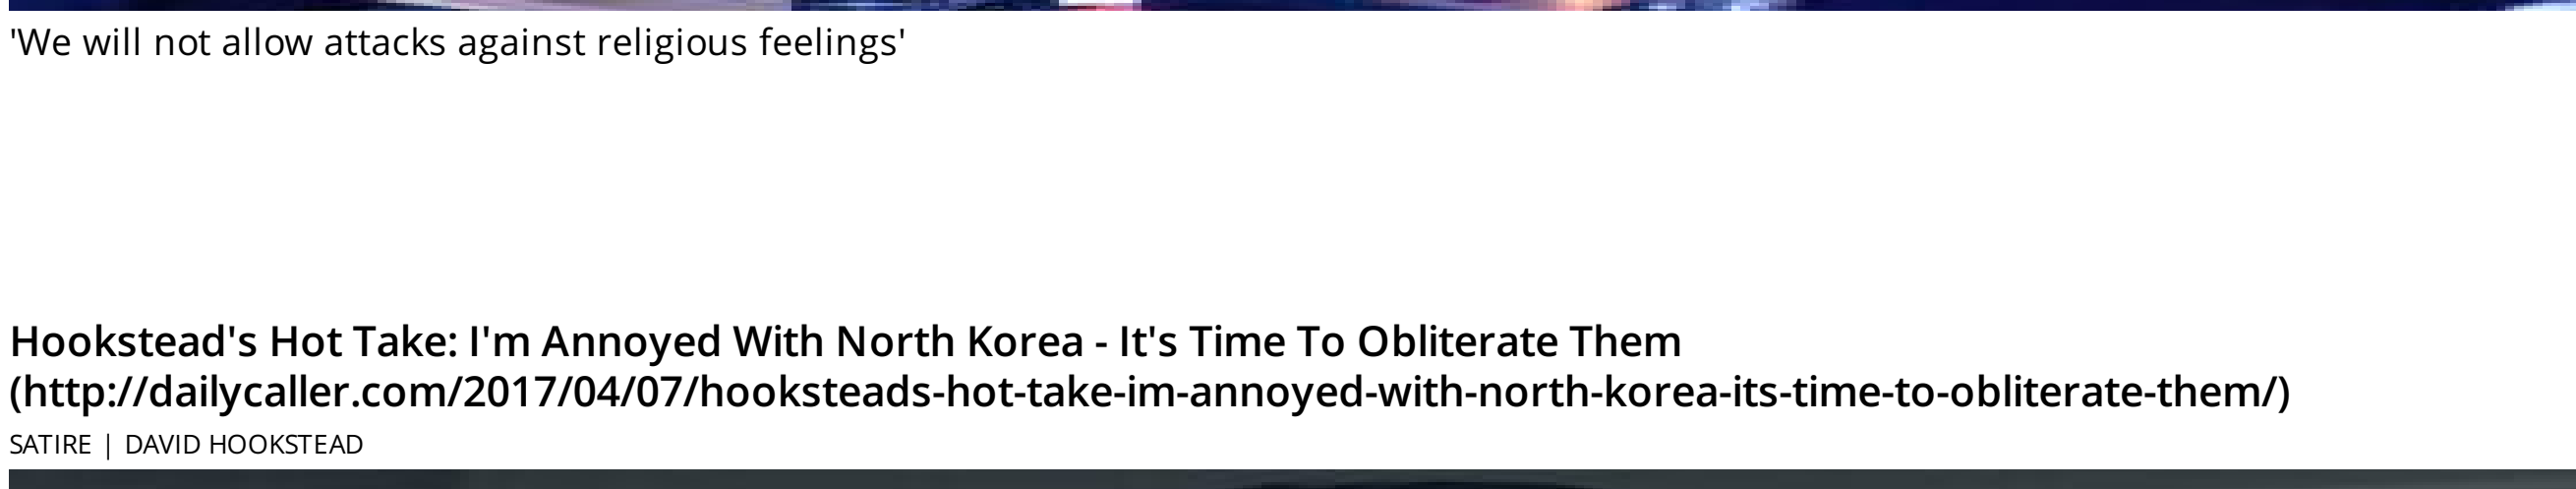 'We will not allow attacks against religious feelings'
Hookstead's Hot Take: I'm Annoyed With North Korea - It's Time To Obliterate Them
(http://dailycaller.com/2017/04/07/hooksteads-hot-take-im-annoyed-with-north-korea-its-time-to-obliterate-them/)
SATIRE | DAVID HOOKSTEAD